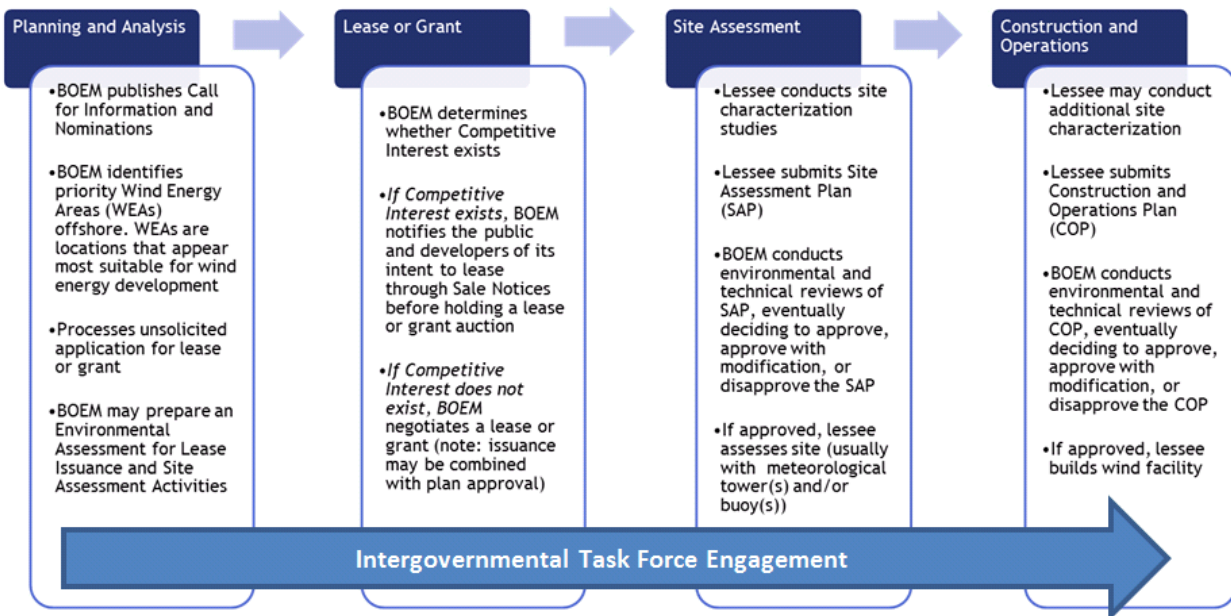 Planning and Analysis
•BOEM publishes Call
for Information and
Nominations
•BOEM identifies
priority Wind Energy
Areas (WEAs)
offshore. WEAs are
locations that appear
most suitable for wind
energy development
•Processes unsolicited
application for lease
or grant
•BOEM may prepare an
Environmental
Assessment for Lease
Issuance and Site
Assessment Activities
Lease or Grant
•BOEM determines
whether Competitive
Interest exists
•If Competitive
Interest exists, BOEM
notifies the public
and developers of its
intent to lease
through Sale Notices
before holding a lease
or grant auction
•If Competitive
Interest does not
exist, BOEM
negotiates a lease or
grant (note: issuance
may be combined
with plan approval)
Site Assessment
•Lessee conducts site
characterization
studies
•Lessee submits Site
Assessment Plan
(SAP)
•BOEM conducts
environmental and
technical reviews of
SAP, eventually
deciding to approve,
approve with
modification, or
disapprove the SAP
•If approved, lessee
assesses site (usually
with meteorological
tower(s) and/or
buoy(s))
Construction and
Operations
•Lessee may conduct
additional site
characterization
•Lessee submits
Construction and
Operations Plan
(COP)
•BOEM conducts
environmental and
technical reviews of
COP, eventually
deciding to approve,
approve with
modification, or
disapprove the COP
•If approved, lessee
builds wind facility
Intergovernmental Task Force Engagement